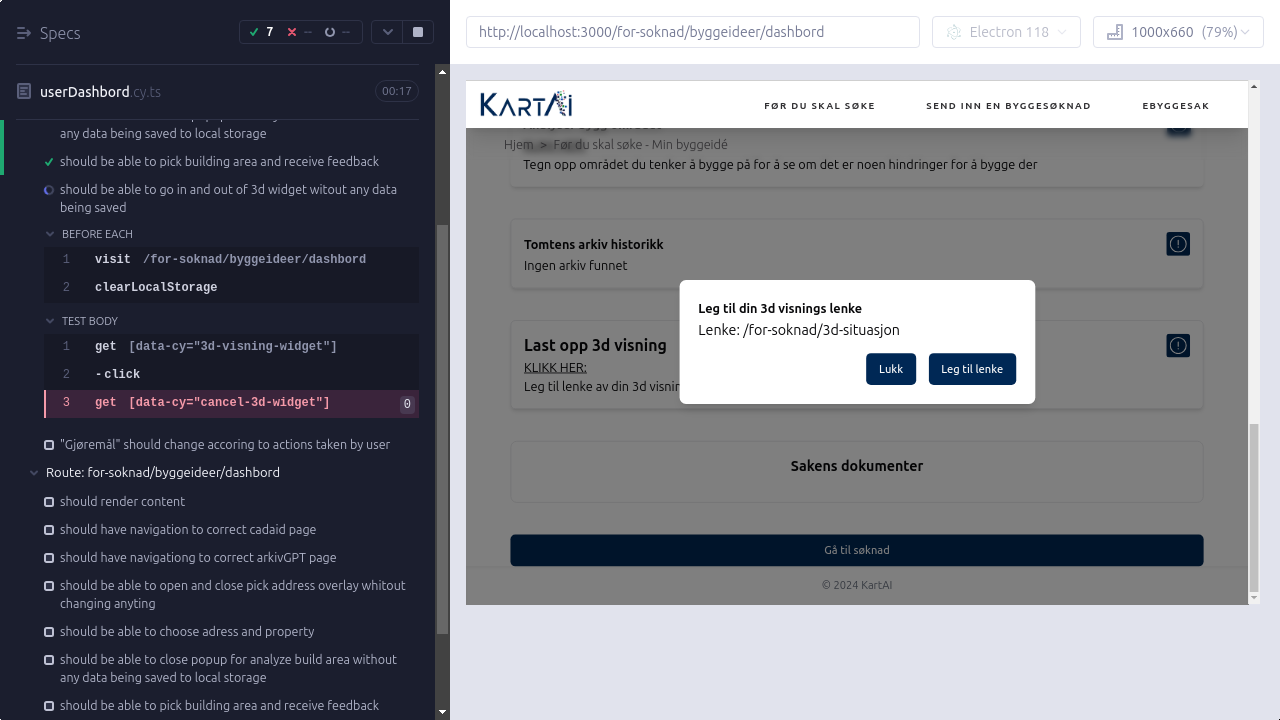 Specs
7
--
--
userDashbord.cy.ts
00:17
any data being saved to local storage
should be able to pick building area and receive feedback
should be able to go in and out of 3d widget witout any data
being saved
BEFORE EACH
1 visit /for-soknad/byggeideer/dashbord
2 clearLocalStorage
TEST BODY
1 get [data-cy="3d-visning-widget"]
2 -click
3 get [data-cy="cancel-3d-widget"] 0
"Gjøremål" should change accoring to actions taken by user
Route: for-soknad/byggeideer/dashbord
should render content
should have navigation to correct cadaid page
should have navigationg to correct arkivGPT page
should be able to open and close pick address overlay whitout
changing anyting
should be able to choose adress and property
should be able to close popup for analyze build area without
any data being saved to local storage
should be able to pick building area and receive feedback
http://localhost:3000/for-soknad/byggeideer/dashbord
Electron 118
1000x660 (79%)
KARTAI
FØR DU SKAL SØKE
SEND INN EN BYGGESØKNAD
EBYGGESAK
Hjem > Før du skal søke - Min byggeidé
Tegn opp området du tenker å bygge på for å se om det er noen hindringer for å bygge der
Tomtens arkiv historikk
Ingen arkiv funnet
Leg til din 3d visnings lenke
Lenke: /for-soknad/3d-situasjon
Lukk
Leg til lenke
Last opp 3d visning
KLIKK HER:
Leg til lenke av din 3d
Sakens dokumenter
Gå til søknad
© 2024 KartAI